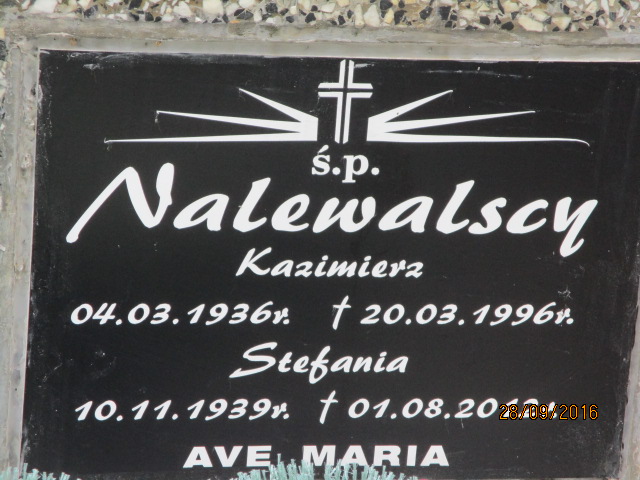 ś.p.
Nalewalscy
Kazimierz
04.03.1936r. † 20.03.1996r.
Stefania
10.11.1939r. † 01.08.2012r.
28/09/2016
AVE MARIA